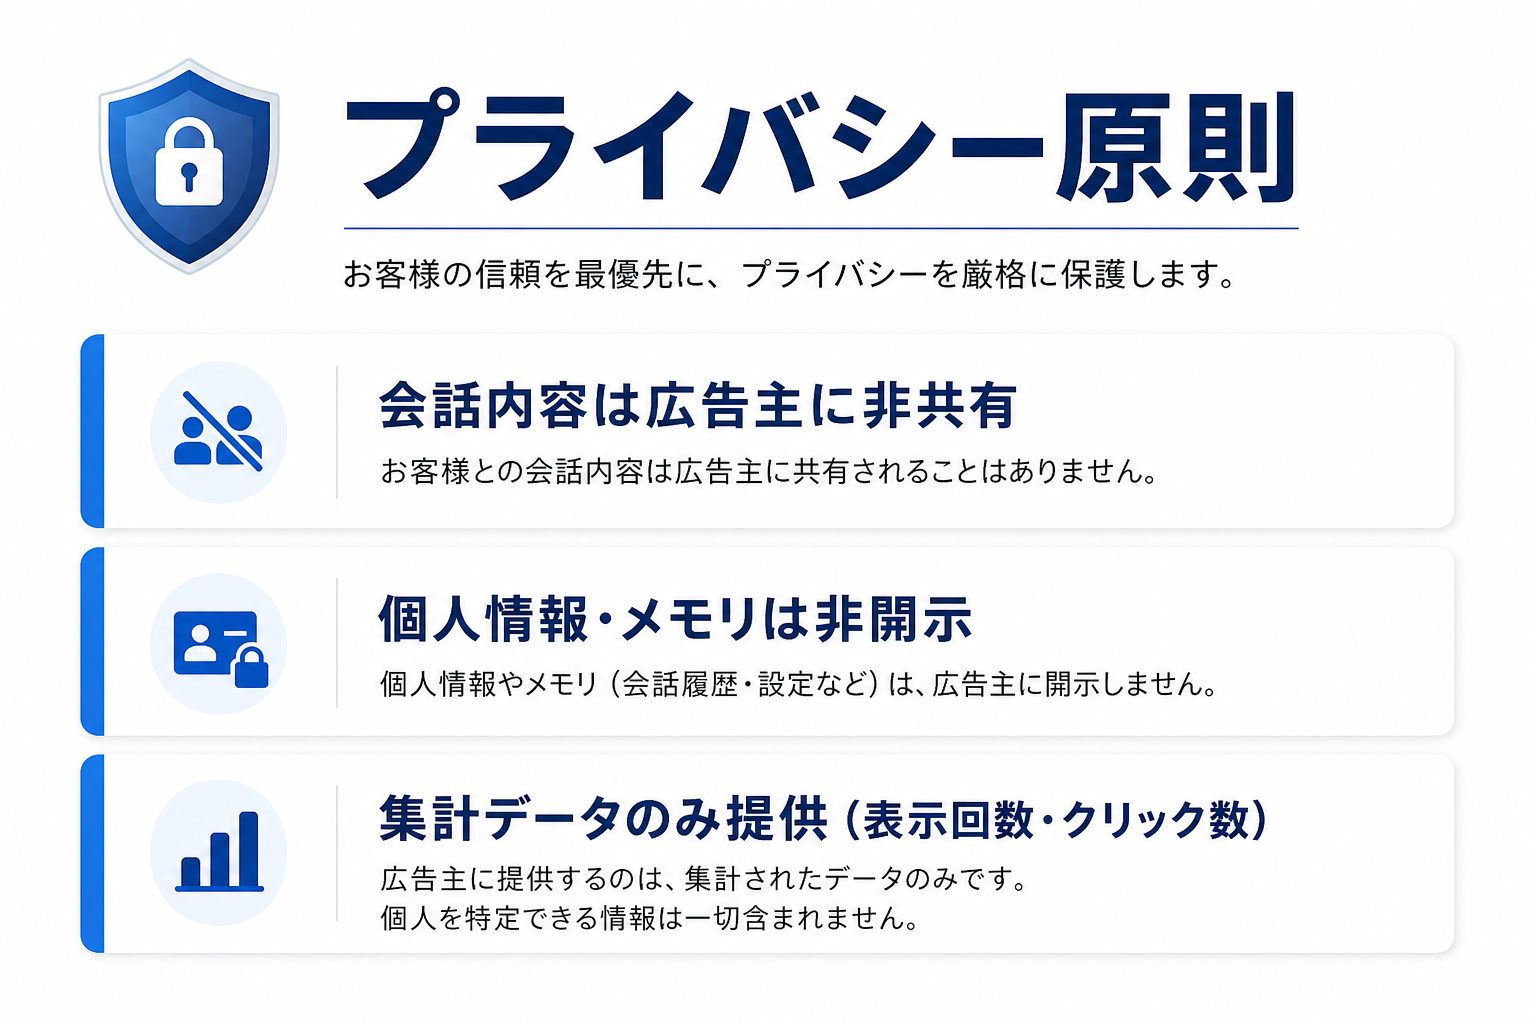 プライバシー原則
お客様の信頼を最優先に、プライバシーを厳格に保護します。
会話内容は広告主に非共有
お客様との会話内容は広告主に共有されることはありません。
個人情報・メモリは非開示
個人情報やメモリ（会話履歴・設定など）は、広告主に開示しません。
集計データのみ提供（表示回数・クリック数）
広告主に提供するのは、集計されたデータのみです。
個人を特定できる情報は一切含まれません。